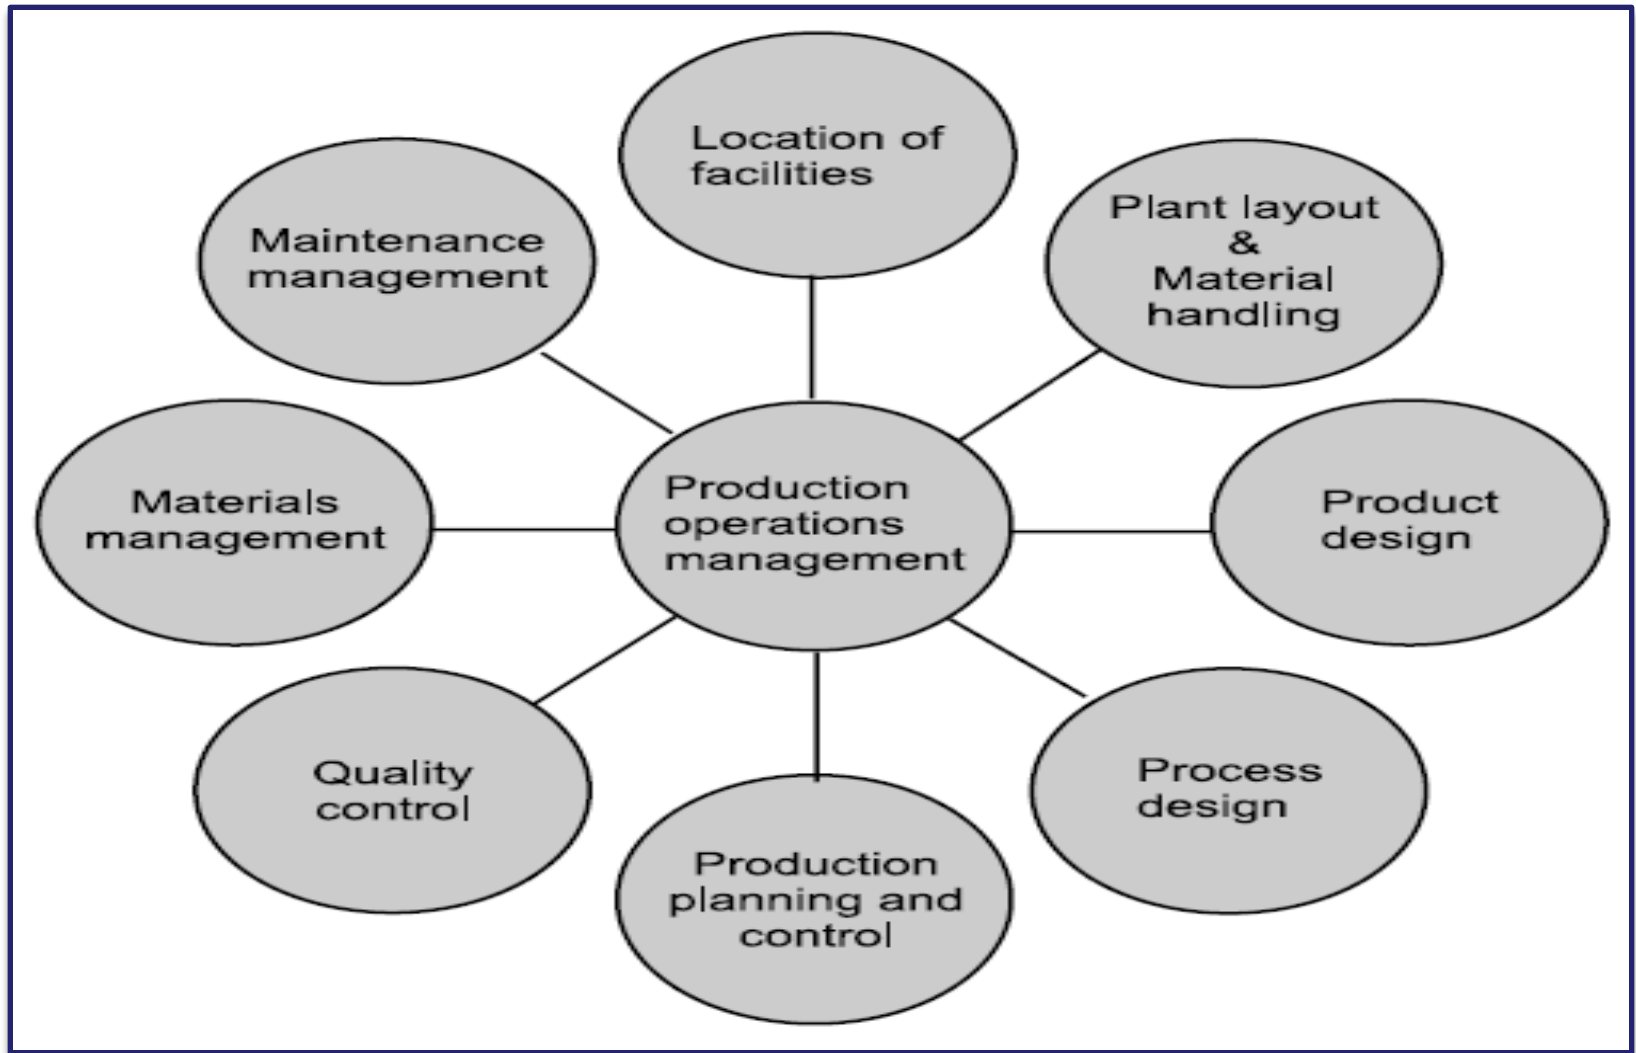 Location of
facilities
Plant layout
&
Material
handling
Maintenance
management
Production
operations
management
Product
design
Materials
management
Process
design
Quality
control
Production
planning and
control